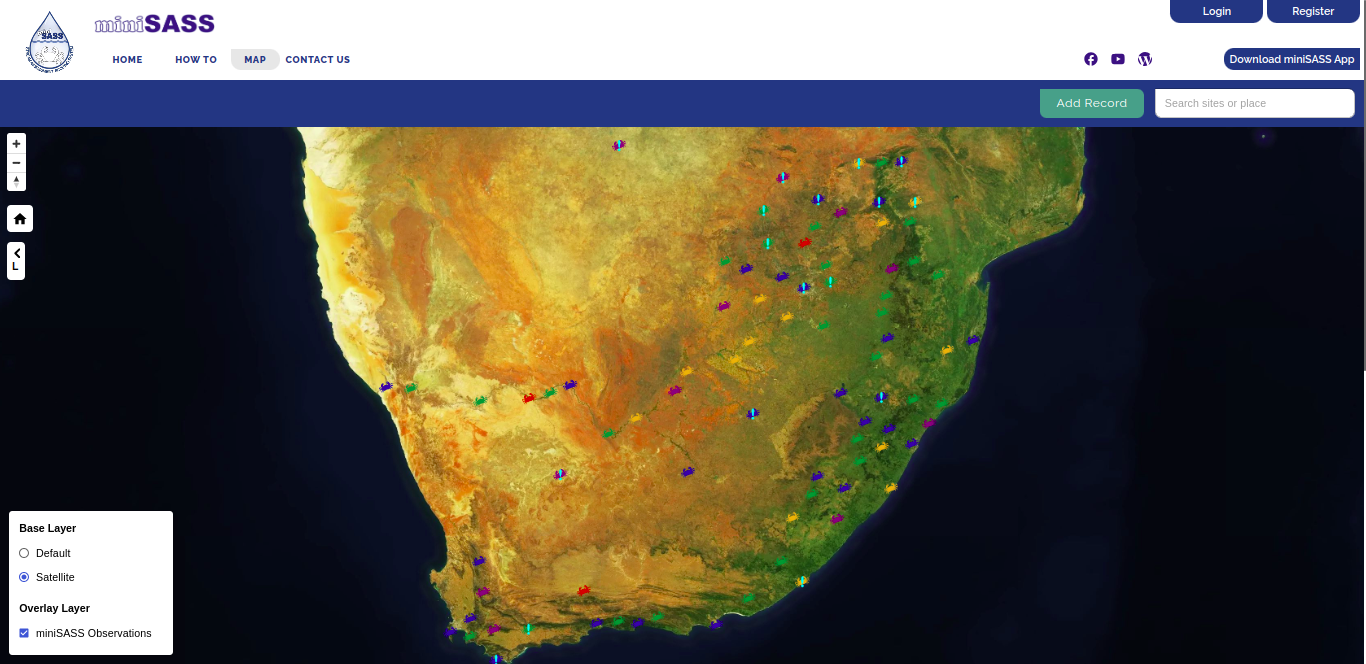 SASS
miniSASS
Login
Register
HOME
HOW TO
MAP
CONTACT US
Download miniSASS App
Add Record
Search sites or place
L
Base Layer
Default
Satellite
Overlay Layer
miniSASS Observations